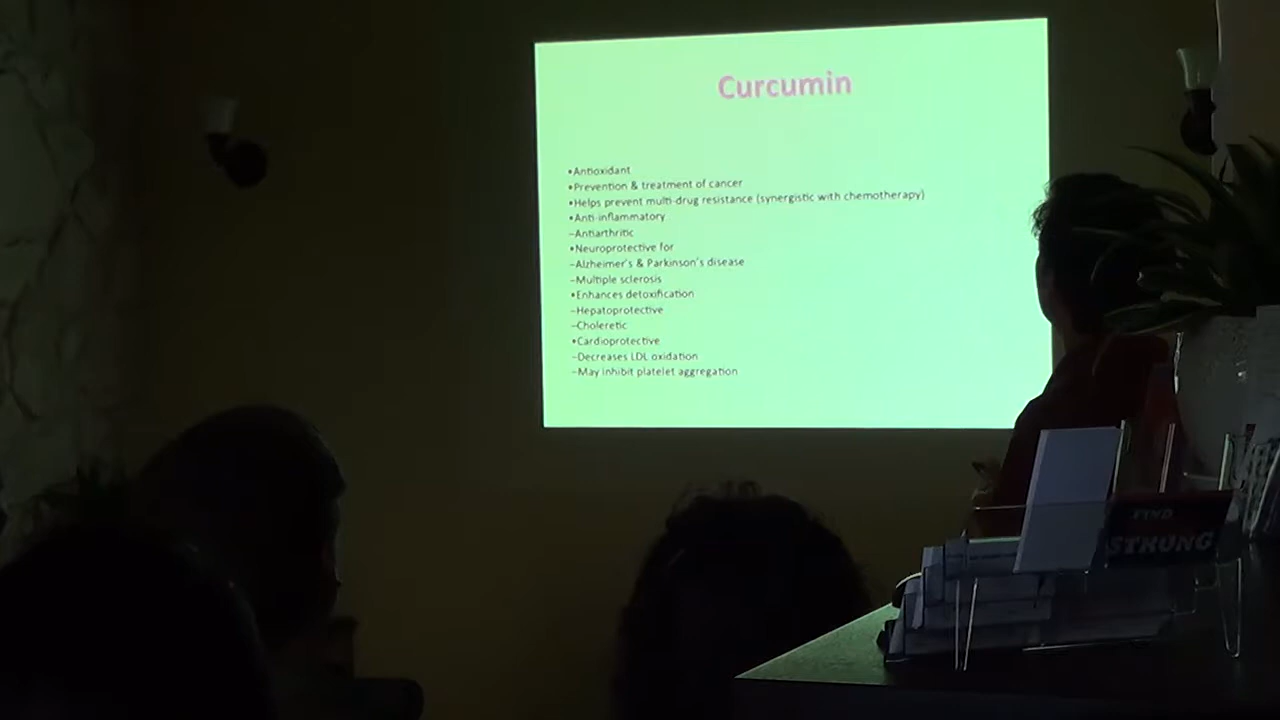 Curcumin
•Antioxidant
•Prevention & treatment of cancer
•Helps prevent multi-drug resistance (synergistic with chemotherapy)
•Anti-inflammatory
–Antiarthritic
•Neuroprotective for
–Alzheimer's & Parkinson's disease
–Multiple sclerosis
•Enhances detoxification
–Hepatoprotective
–Choleretic
•Cardioprotective
–Decreases LDL oxidation
–May inhibit platelet aggregation
FIND
STRONG